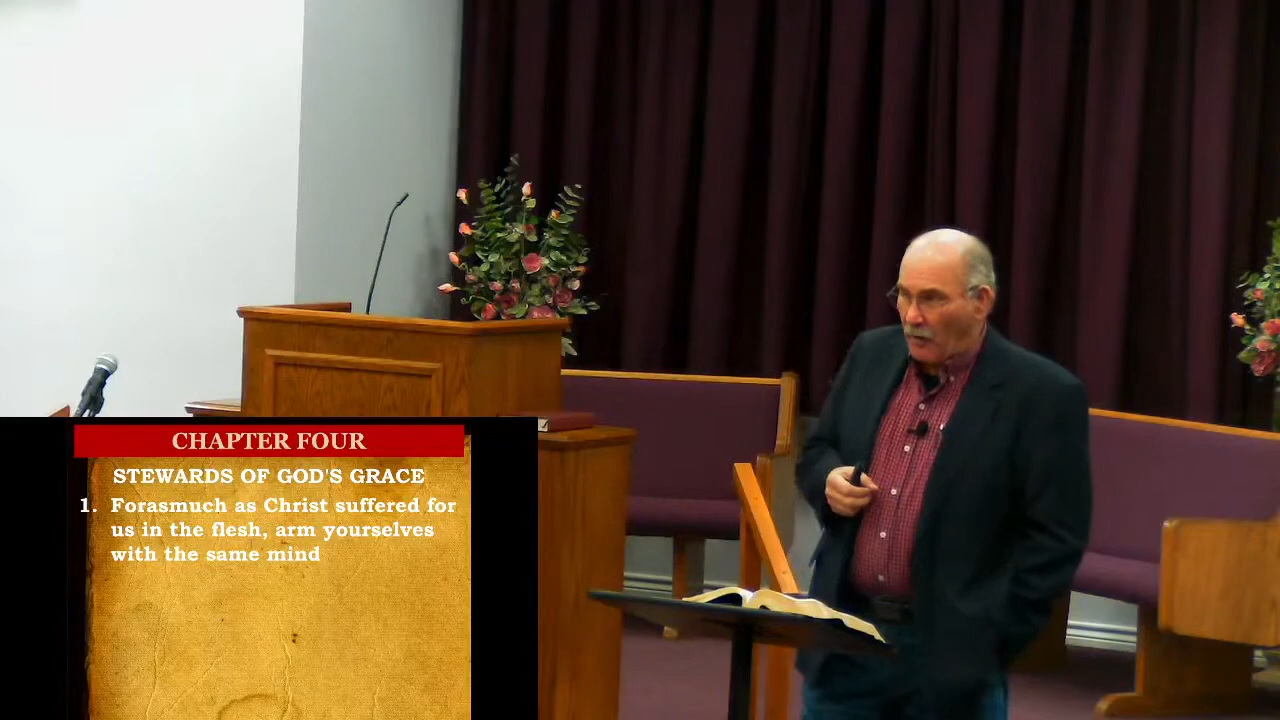 CHAPTER FOUR
STEWARDS OF GOD'S GRACE
1. Forasmuch as Christ suffered for
us in the flesh, arm yourselves
with the same mind